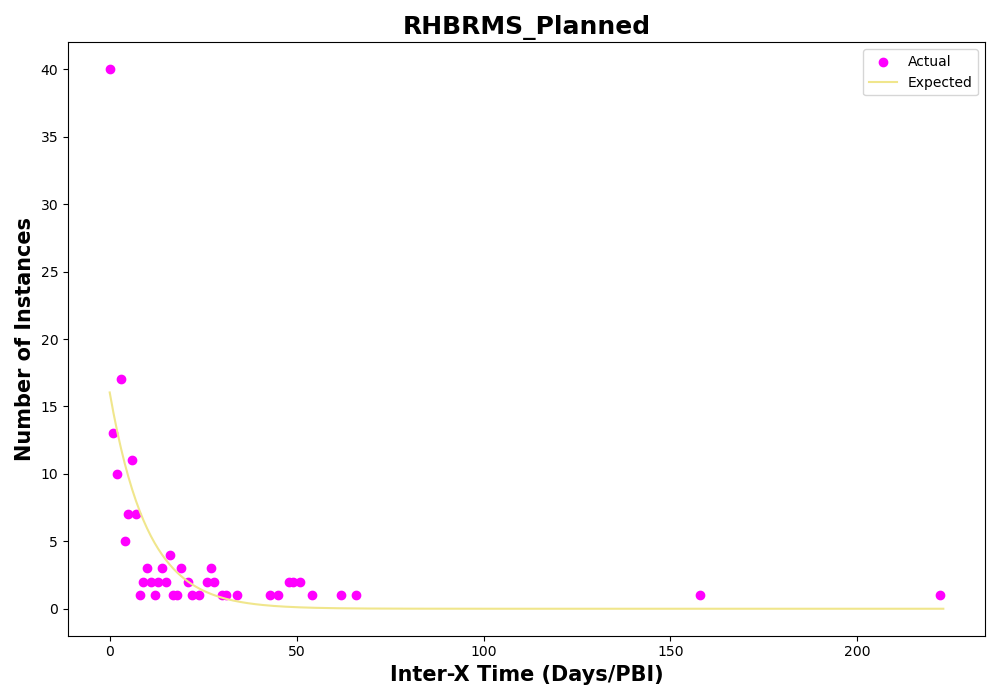 RHBRMS_Planned
Actual
Expected
Number of Instances
40
35
30
25
20
15
10
5
0
0
50
100
150
200
Inter-X Time (Days/PBI)